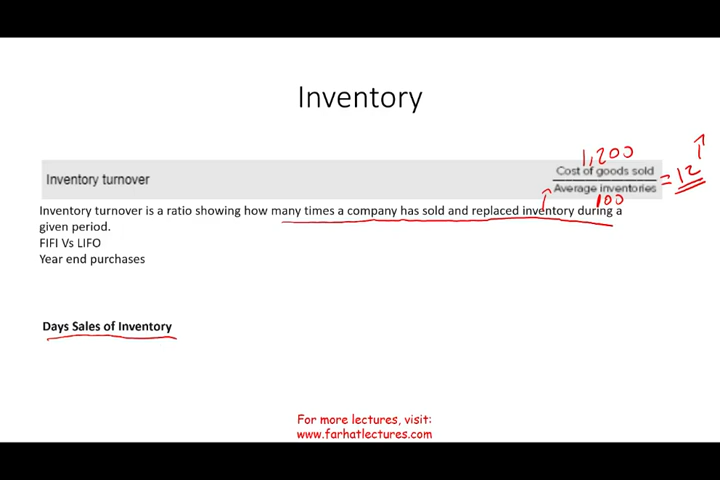 Inventory
1,200
Inventory turnover
Cost of goods sold
Average inventories
= 12
100
Inventory turnover is a ratio showing how many times a company has sold and replaced inventory during a
given period.
FIFI Vs LIFO
Year end purchases
Days Sales of Inventory
For more lectures, visit:
www.farhatlectures.com